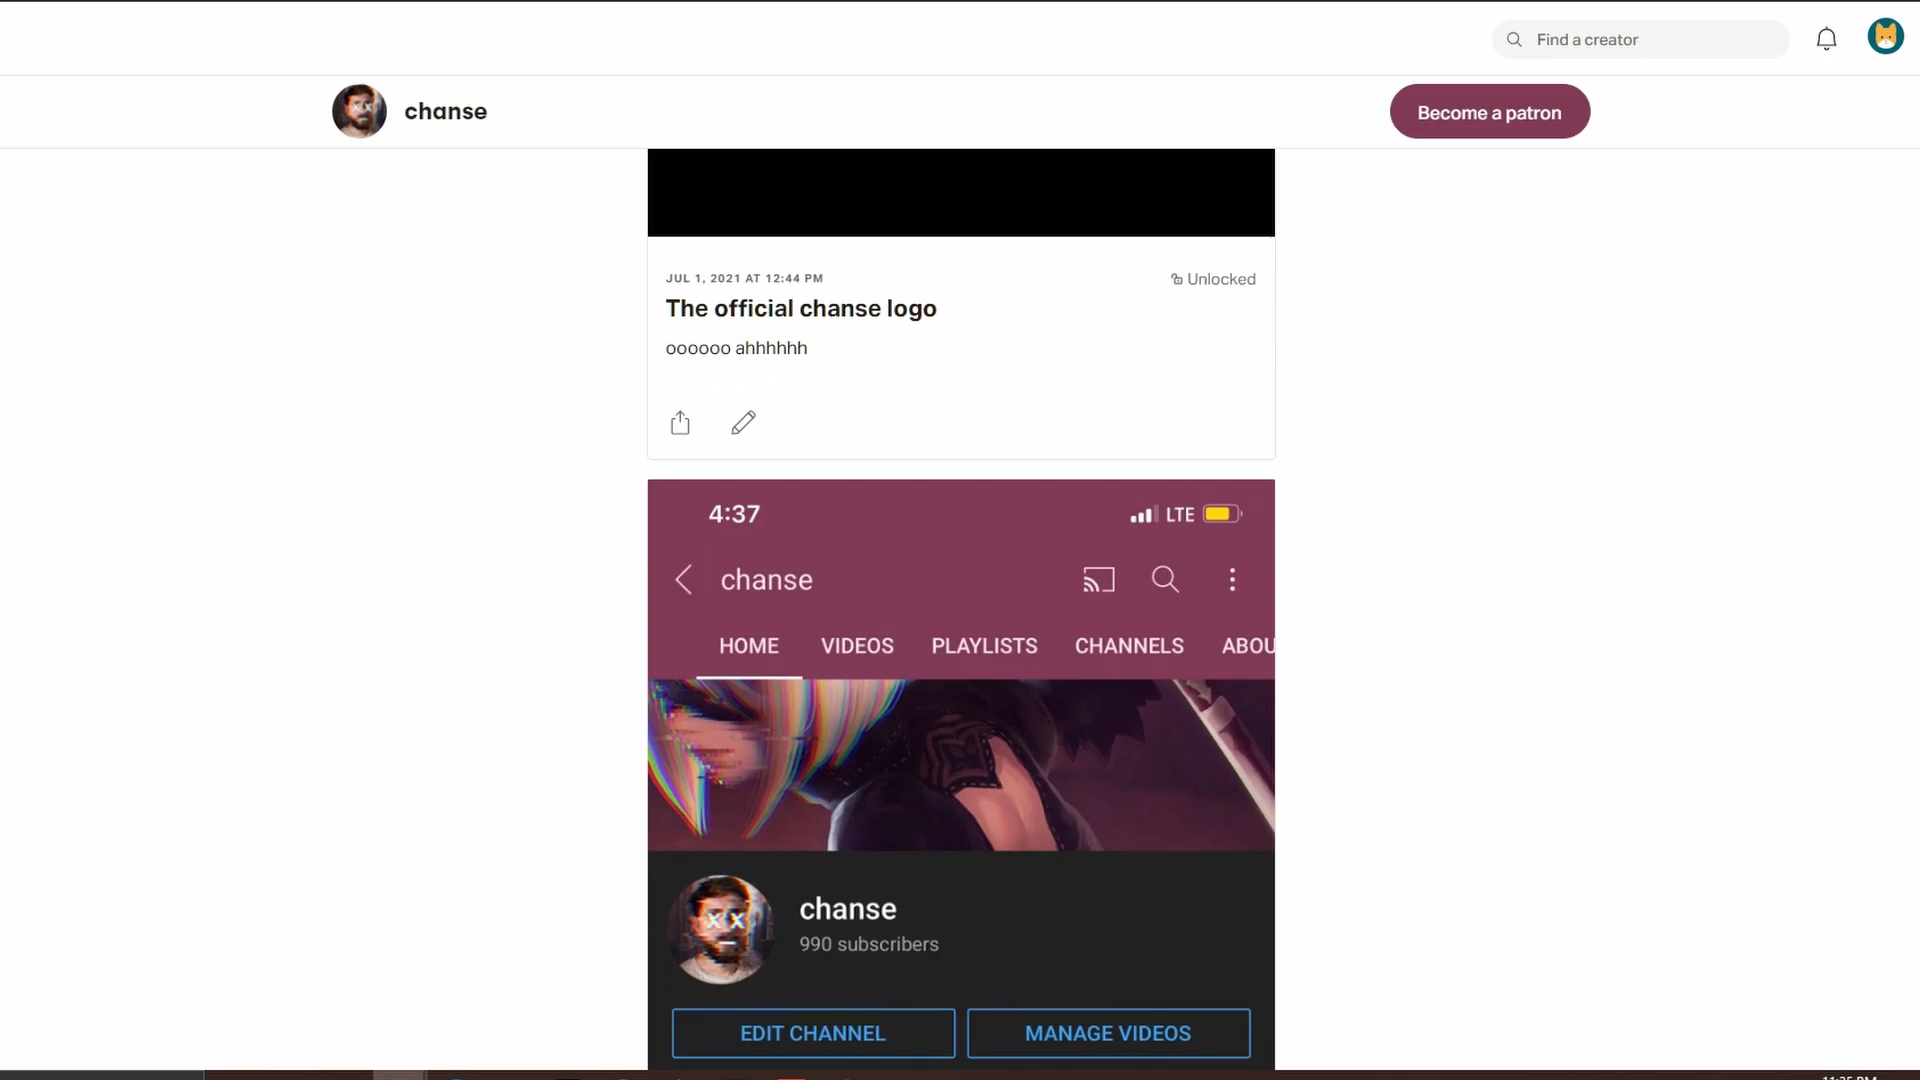 Find a creator
chanse
Become a patron
JUL 1, 2021 AT 12:44 PM
Unlocked
The official chanse logo
oooooo ahhhhhh
4:37
LTE
chanse
HOME VIDEOS PLAYLISTS CHANNELS ABOU
chanse
990 subscribers
EDIT CHANNEL
MANAGE VIDEOS